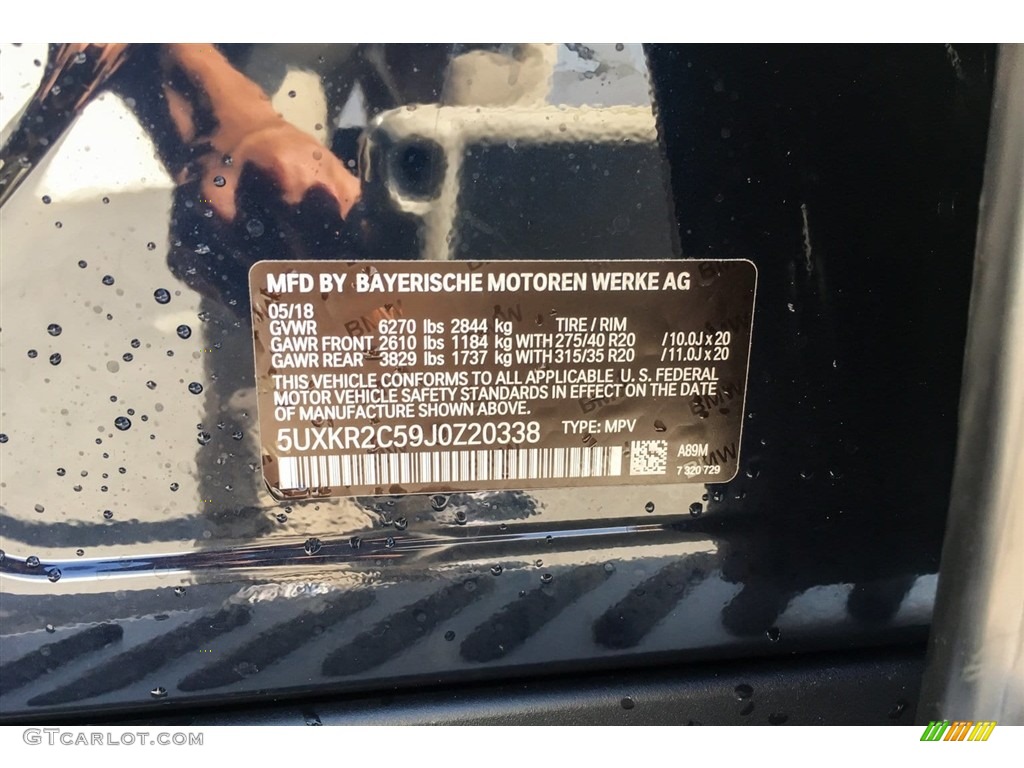 MFD BY BAYERISCHE MOTOREN WERKE AG
05/18
GVWR 6270 lbs 2844 kg TIRE / RIM
GAWR FRONT 2610 lbs 1184 kg WITH 275/40 R20 / 10.0J x 20
GAWR REAR 3829 lbs 1737 kg WITH 315/35 R20 / 11.0J x 20
THIS VEHICLE CONFORMS TO ALL APPLICABLE U. S. FEDERAL
MOTOR VEHICLE SAFETY STANDARDS IN EFFECT ON THE DATE
OF MANUFACTURE SHOWN ABOVE.
5UXKR2C59J0Z20338 TYPE: MPV
A89M
7 320 729
GTcarlot.com